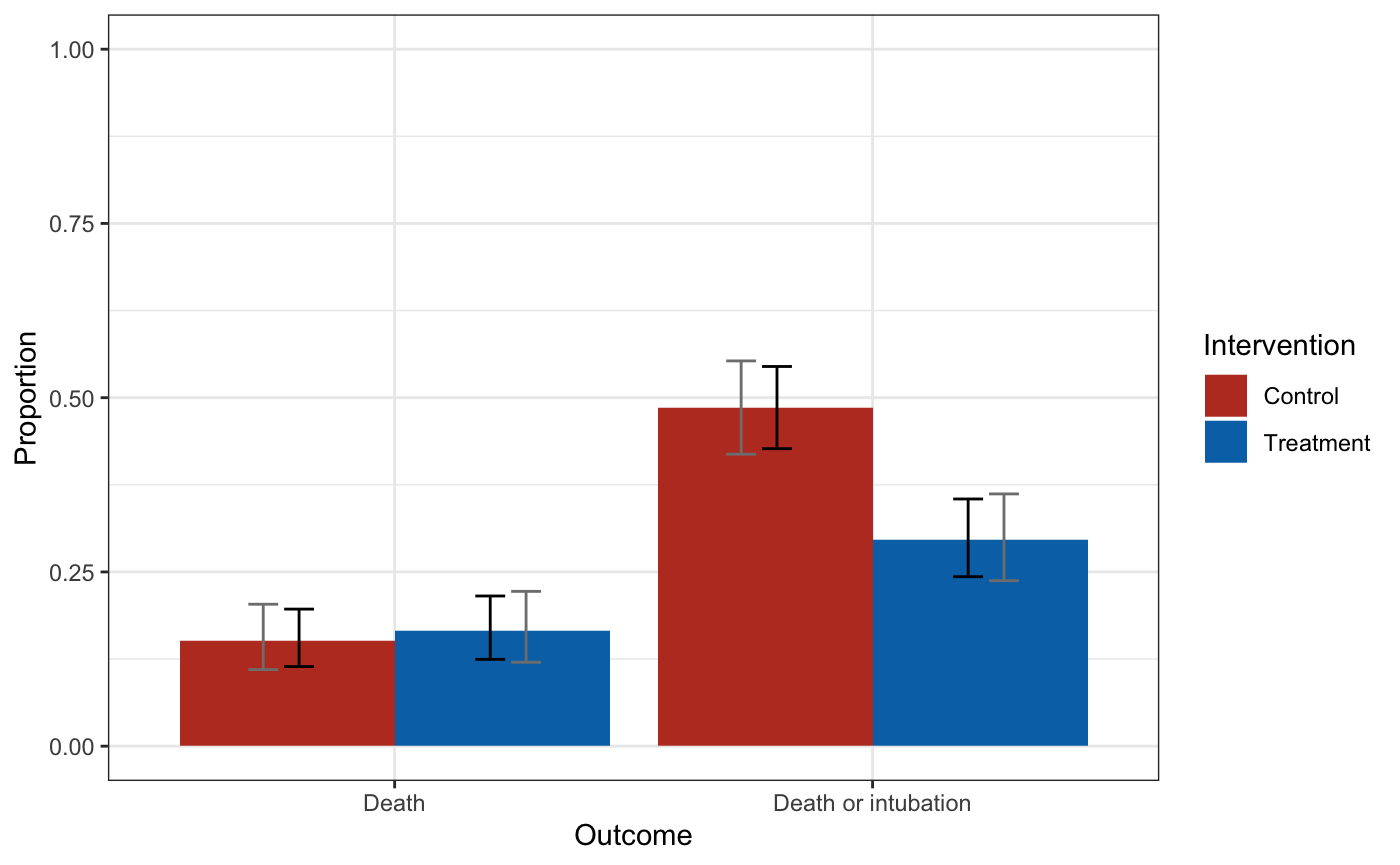 1.00
0.75
0.50
0.25
0.00
Proportion
Death
Death or intubation
Outcome
Intervention
Control
Treatment